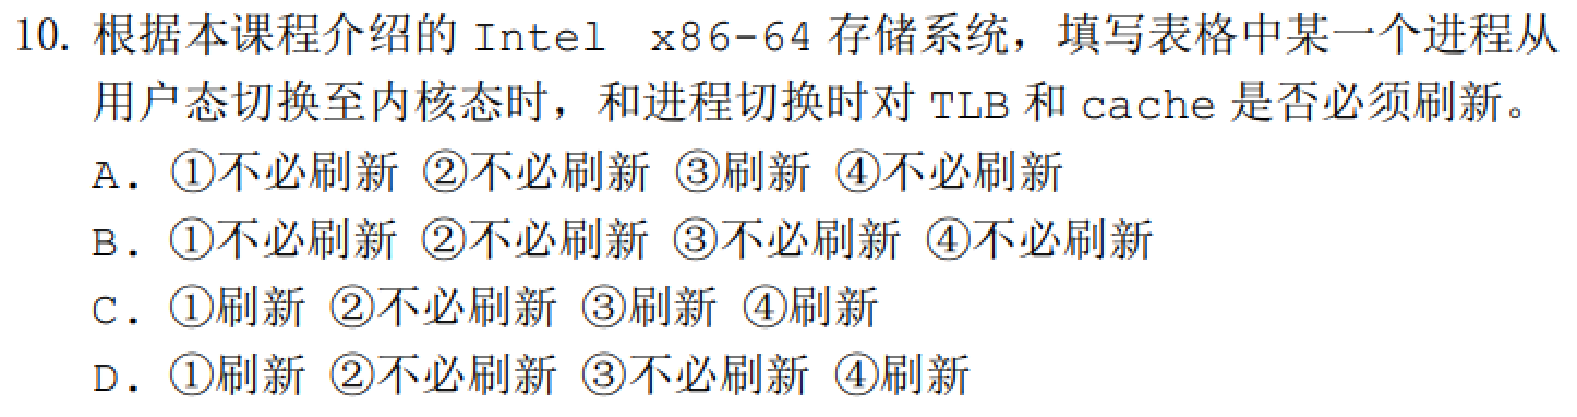 10. 根据本课程介绍的 Intel x86-64 存储系统，填写表格中某一个进程从
用户态切换至内核态时，和进程切换时对 TLB 和 cache 是否必须刷新。
A. ①不必刷新 ②不必刷新 ③刷新 ④不必刷新
B. ①不必刷新 ②不必刷新 ③不必刷新 ④不必刷新
C. ①刷新 ②不必刷新 ③刷新 ④刷新
D. ①刷新 ②不必刷新 ③不必刷新 ④刷新